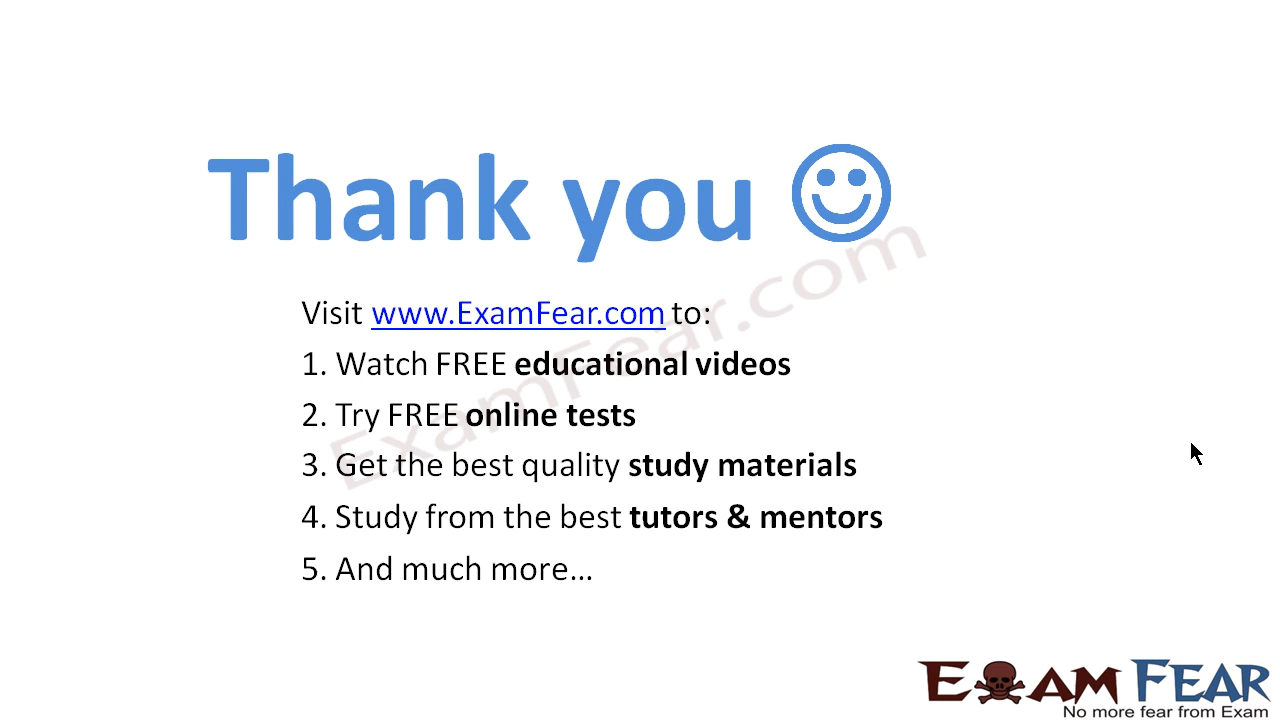 Thank you ☺
Visit www.ExamFear.com to:
1. Watch FREE educational videos
2. Try FREE online tests
3. Get the best quality study materials
4. Study from the best tutors & mentors
5. And much more...
ExamFear.com
EXAM FEAR
No more fear from Exam